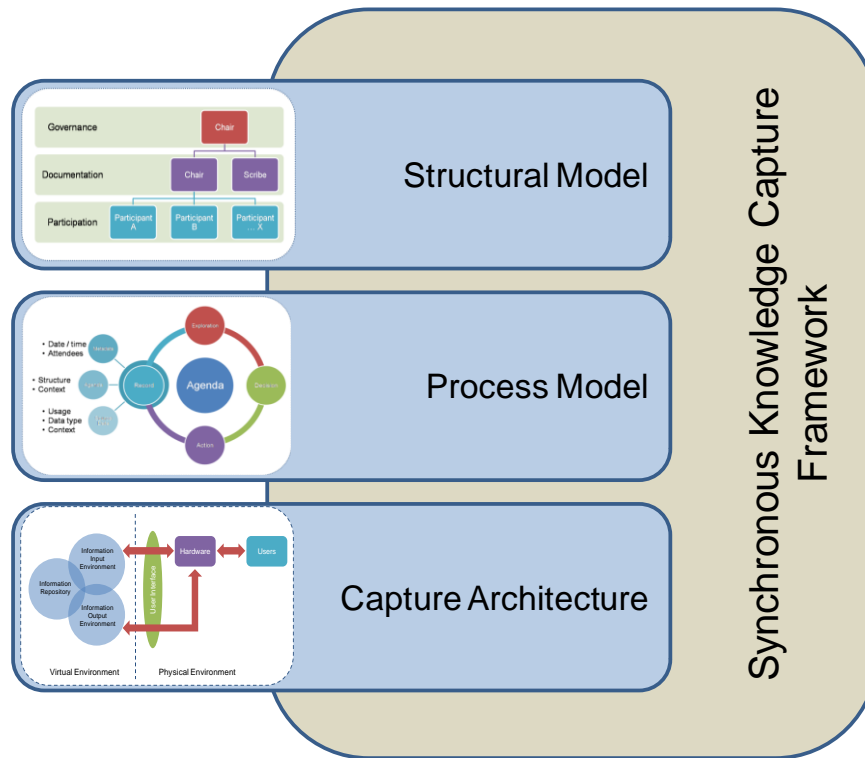 Governance
Chair
Documentation
Chair
Scribe
Participation
Participant
A
Participant
B
Participant
... X
Structural Model
• Date / time
• Attendees
• Structure
• Context
• Usage
• Data type
• Context
Record
Exploration
Agenda
Decision
Action
Process Model
Information
Input
Environment
Information
Repository
Information
Output
Environment
User Interface
Hardware
Users
Virtual Environment
Physical Environment
Capture Architecture
Synchronous Knowledge Capture
Framework